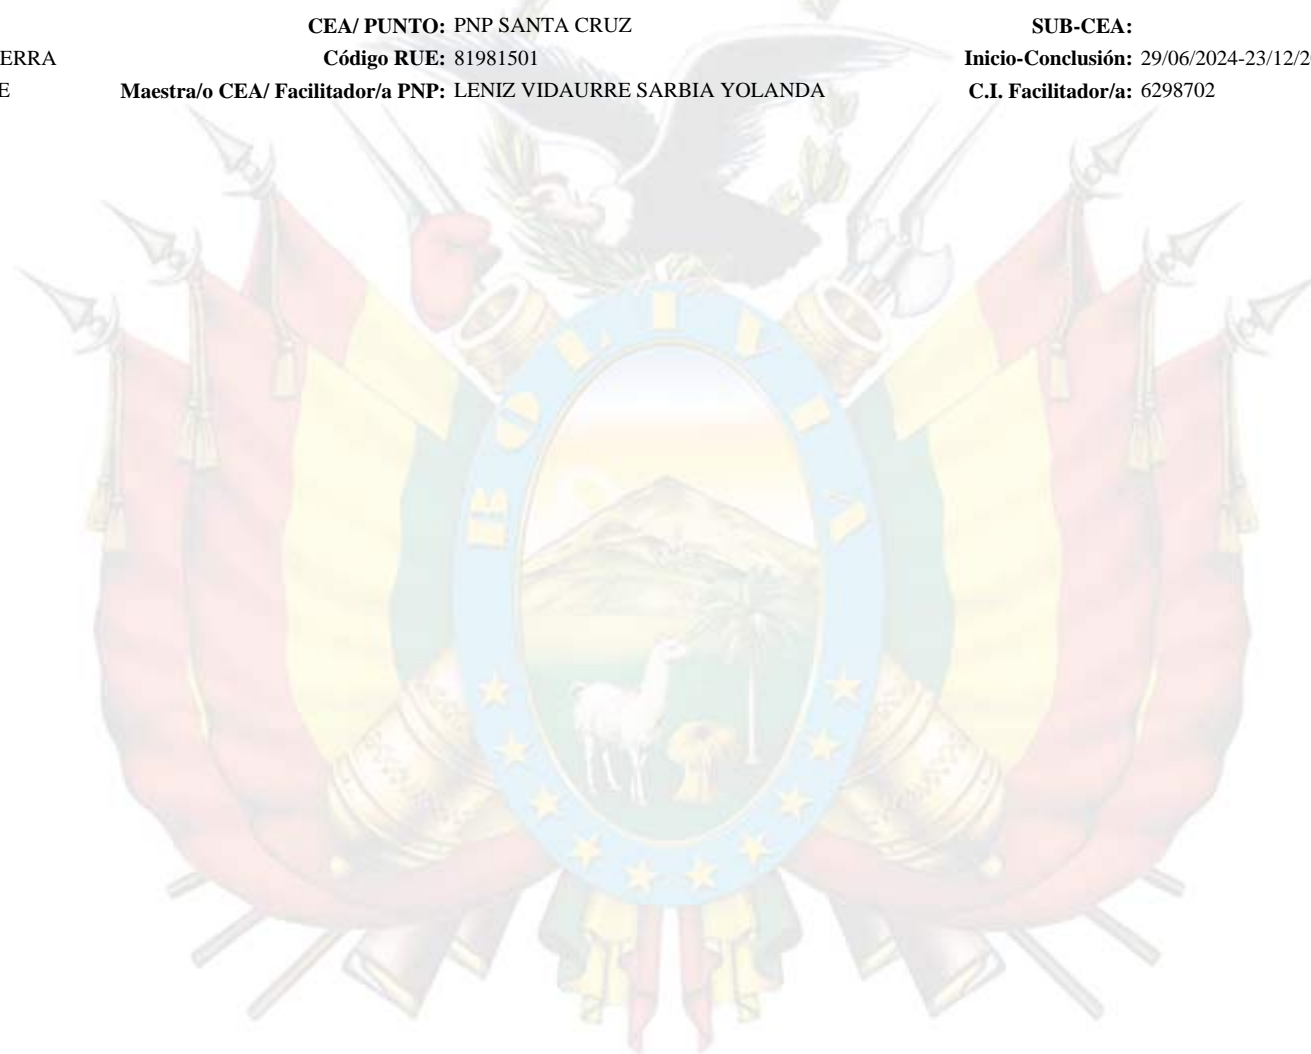 CEA/ PUNTO: PNP SANTA CRUZ SUB-CEA:
ERRA Código RUE: 81981501 Inicio-Conclusión: 29/06/2024-23/12/2
E Maestra/o CEA/ Facilitador/a PNP: LENIZ VIDAURRE SARBIA YOLANDA C.I. Facilitador/a: 6298702
BOLIVIA